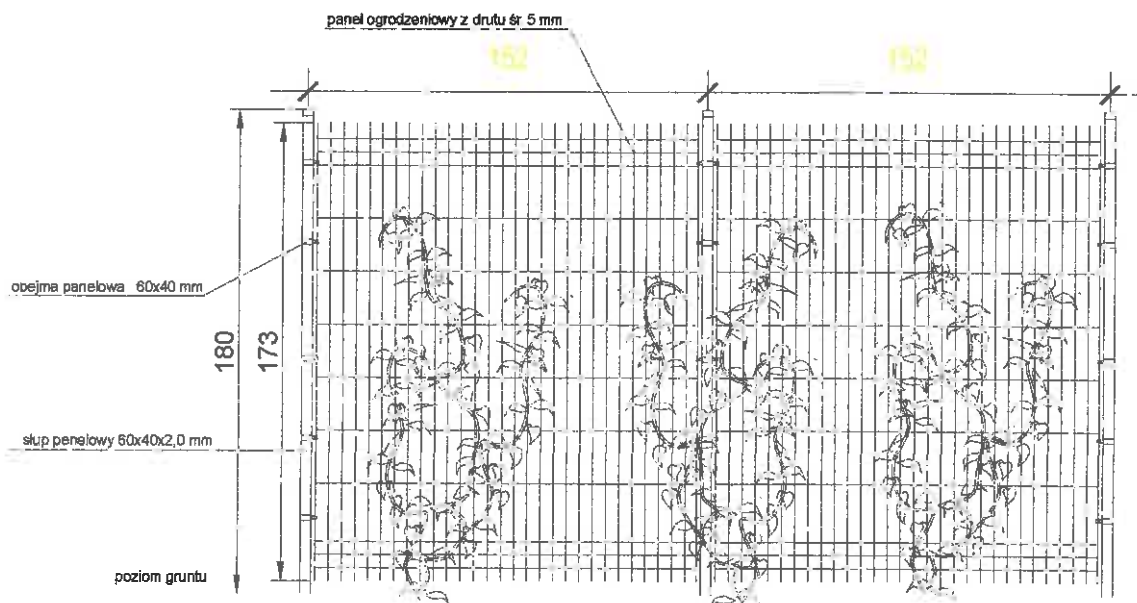 panel ogrodzeniowy z drutu śr 5 mm
152
152
obejma panelowa 60x40 mm
180
173
słup penelowy 60x40x2,0 mm
poziom gruntu